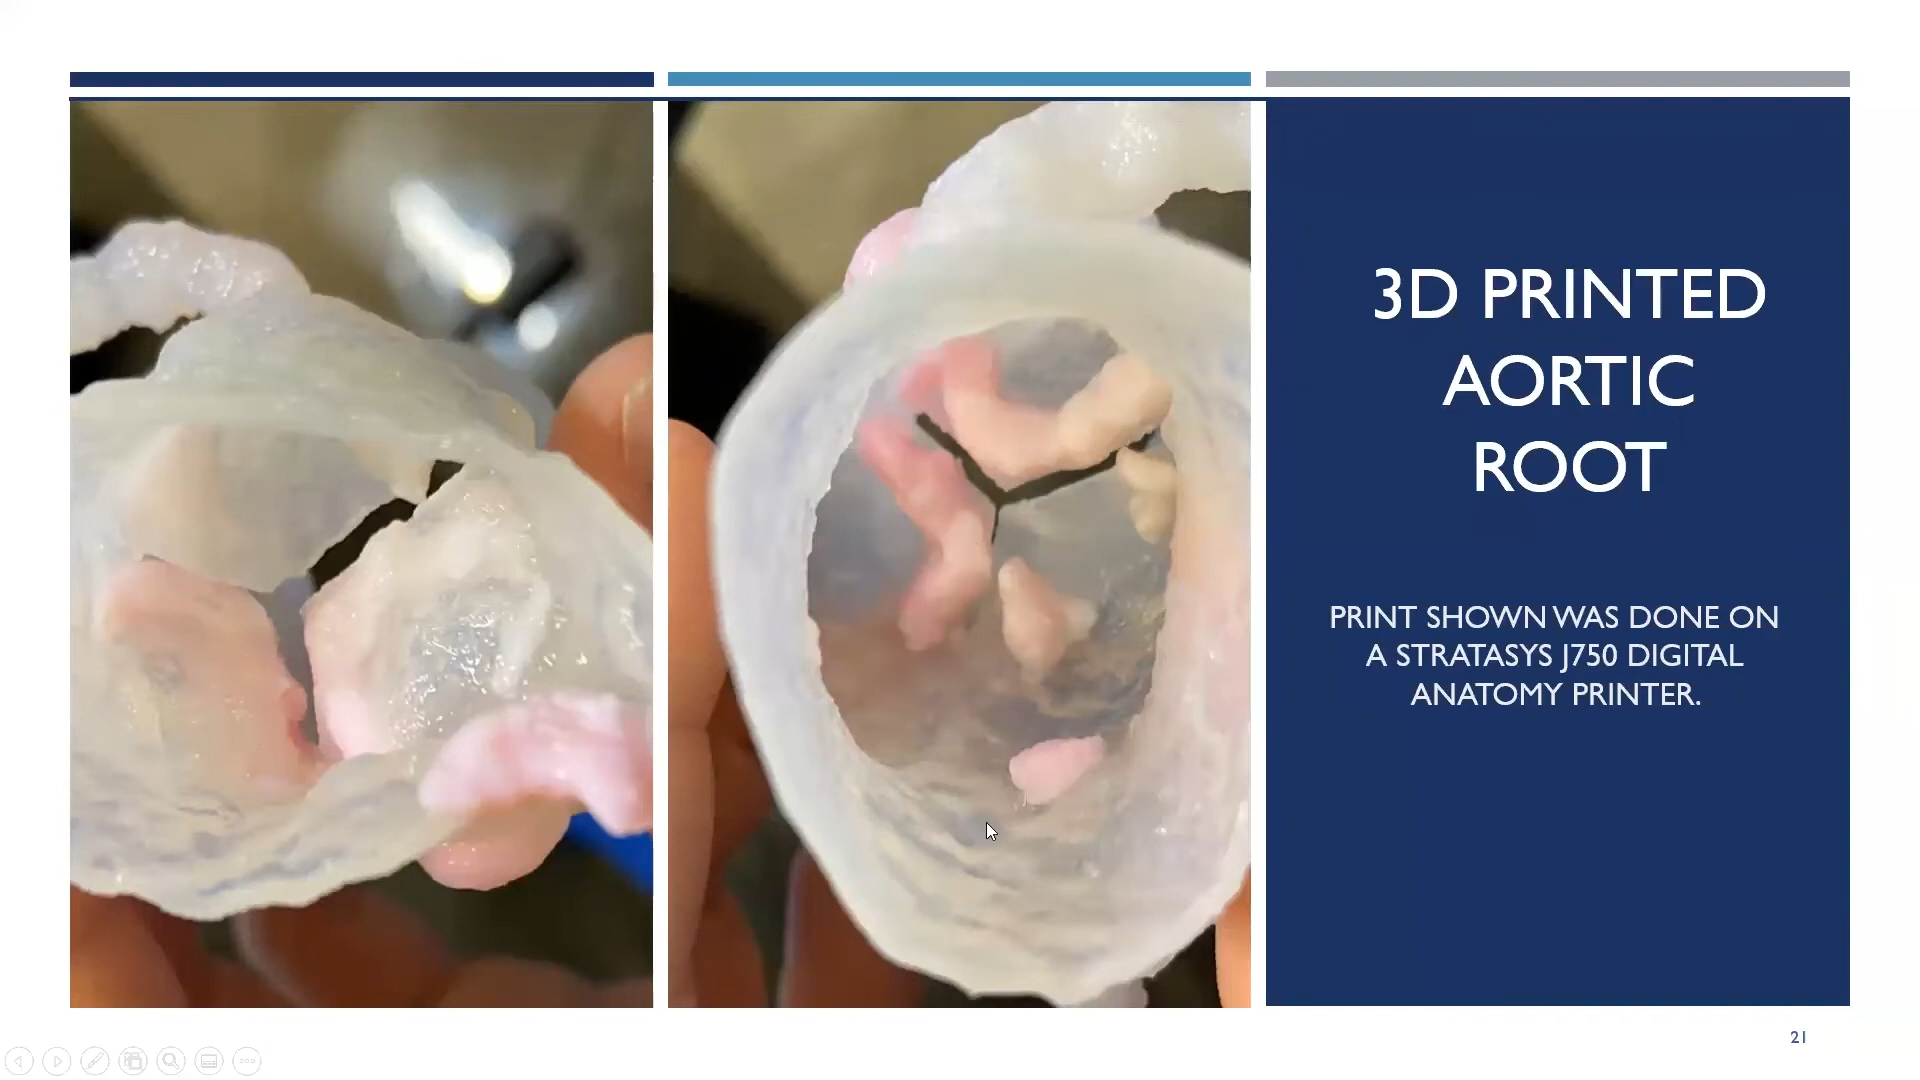 3D PRINTED
AORTIC
ROOT
PRINT SHOWN WAS DONE ON
A STRATASYS J750 DIGITAL
ANATOMY PRINTER.
21